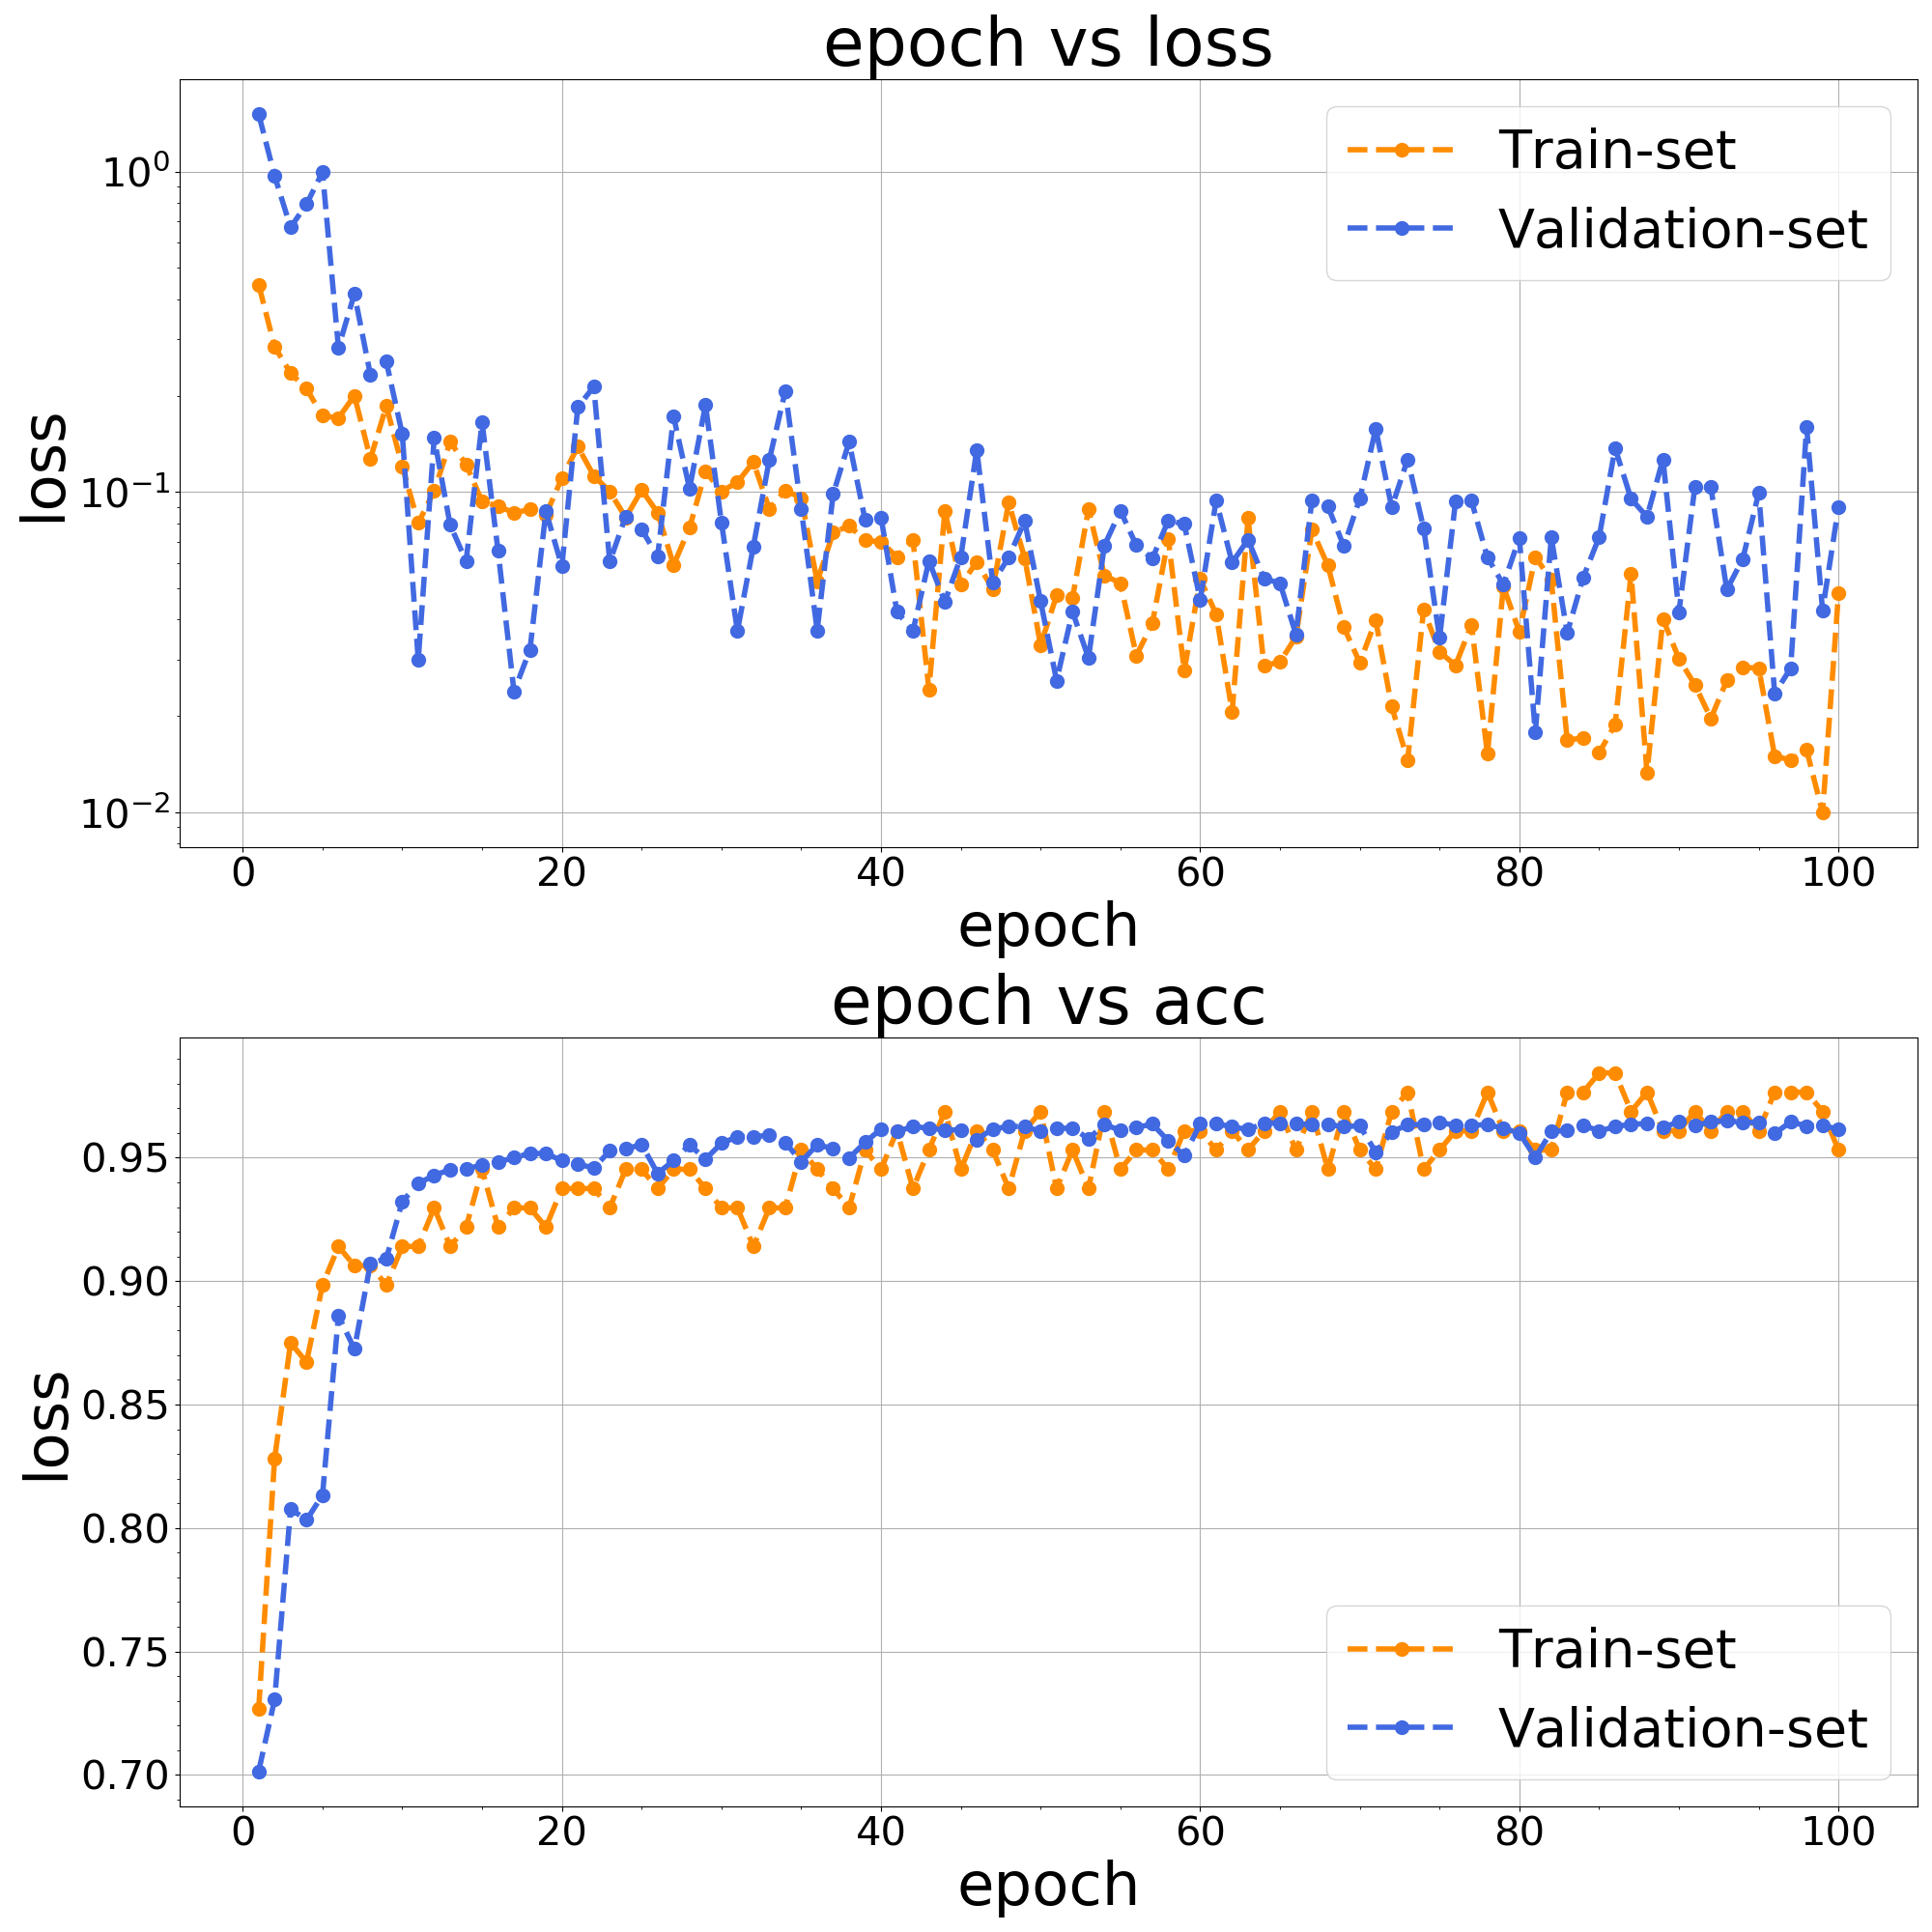 epoch vs loss
Train-set
Validation-set
loss
10⁰
10⁻¹
10⁻²
0 20 40 60 80 100
epoch
epoch vs acc
loss
0.95
0.90
0.85
0.80
0.75
0.70
Train-set
Validation-set
0 20 40 60 80 100
epoch